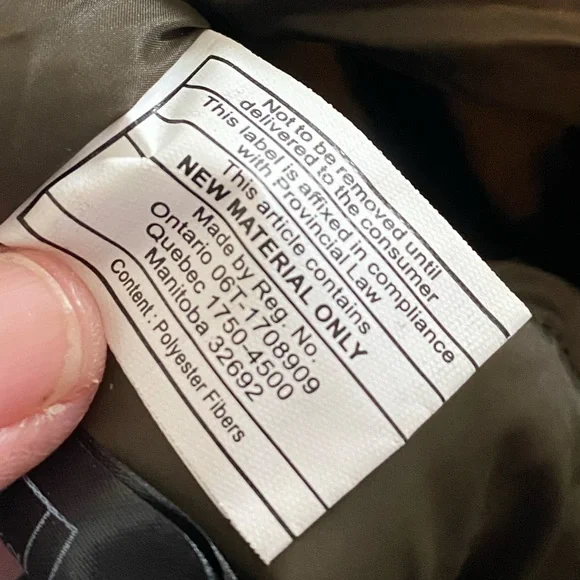 Not to be removed until
delivered to the consumer
This label is affixed in compliance
with Provincial Law
This article contains
NEW MATERIAL ONLY
Made by Reg. No.
Ontario 06T-1708909
Quebec 1750-4500
Manitoba 32692
Content : Polyester Fibers